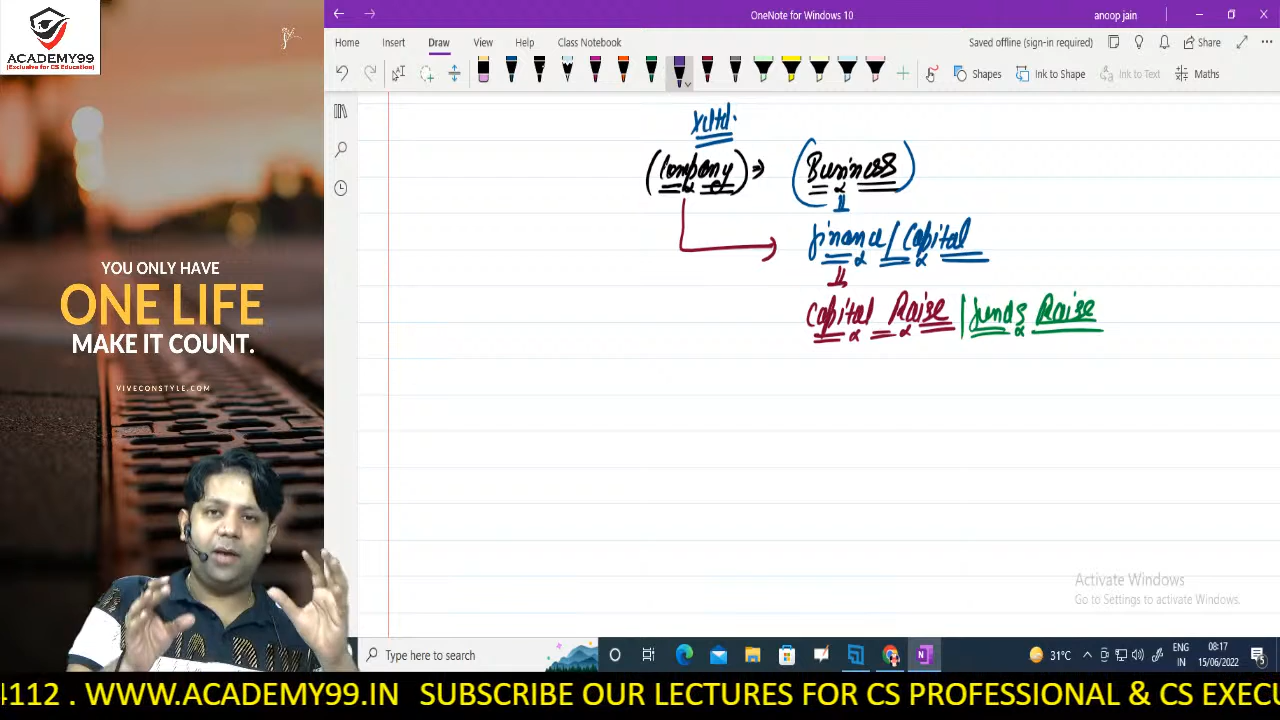 ACADEMY99
(Exclusive for CS Education)
YOU ONLY HAVE
ONE LIFE
MAKE IT COUNT.
VIVECONSTYLE.COM
OneNote for Windows 10
anoop jain
Home Insert Draw View Help Class Notebook
Saved offline (sign-in required)
Share
Shapes
Ink to Shape
Ink to Text
Maths
X Ltd.
(Company) ⇒ (Business)
finance/Capital
Capital Raise | funds Raise
Activate Windows
Go to Settings to activate Windows.
Type here to search
31°C
ENG
IN
08:17
15/06/2022
5
4112 . WWW.ACADEMY99.IN SUBSCRIBE OUR LECTURES FOR CS PROFESSIONAL & CS EXECU